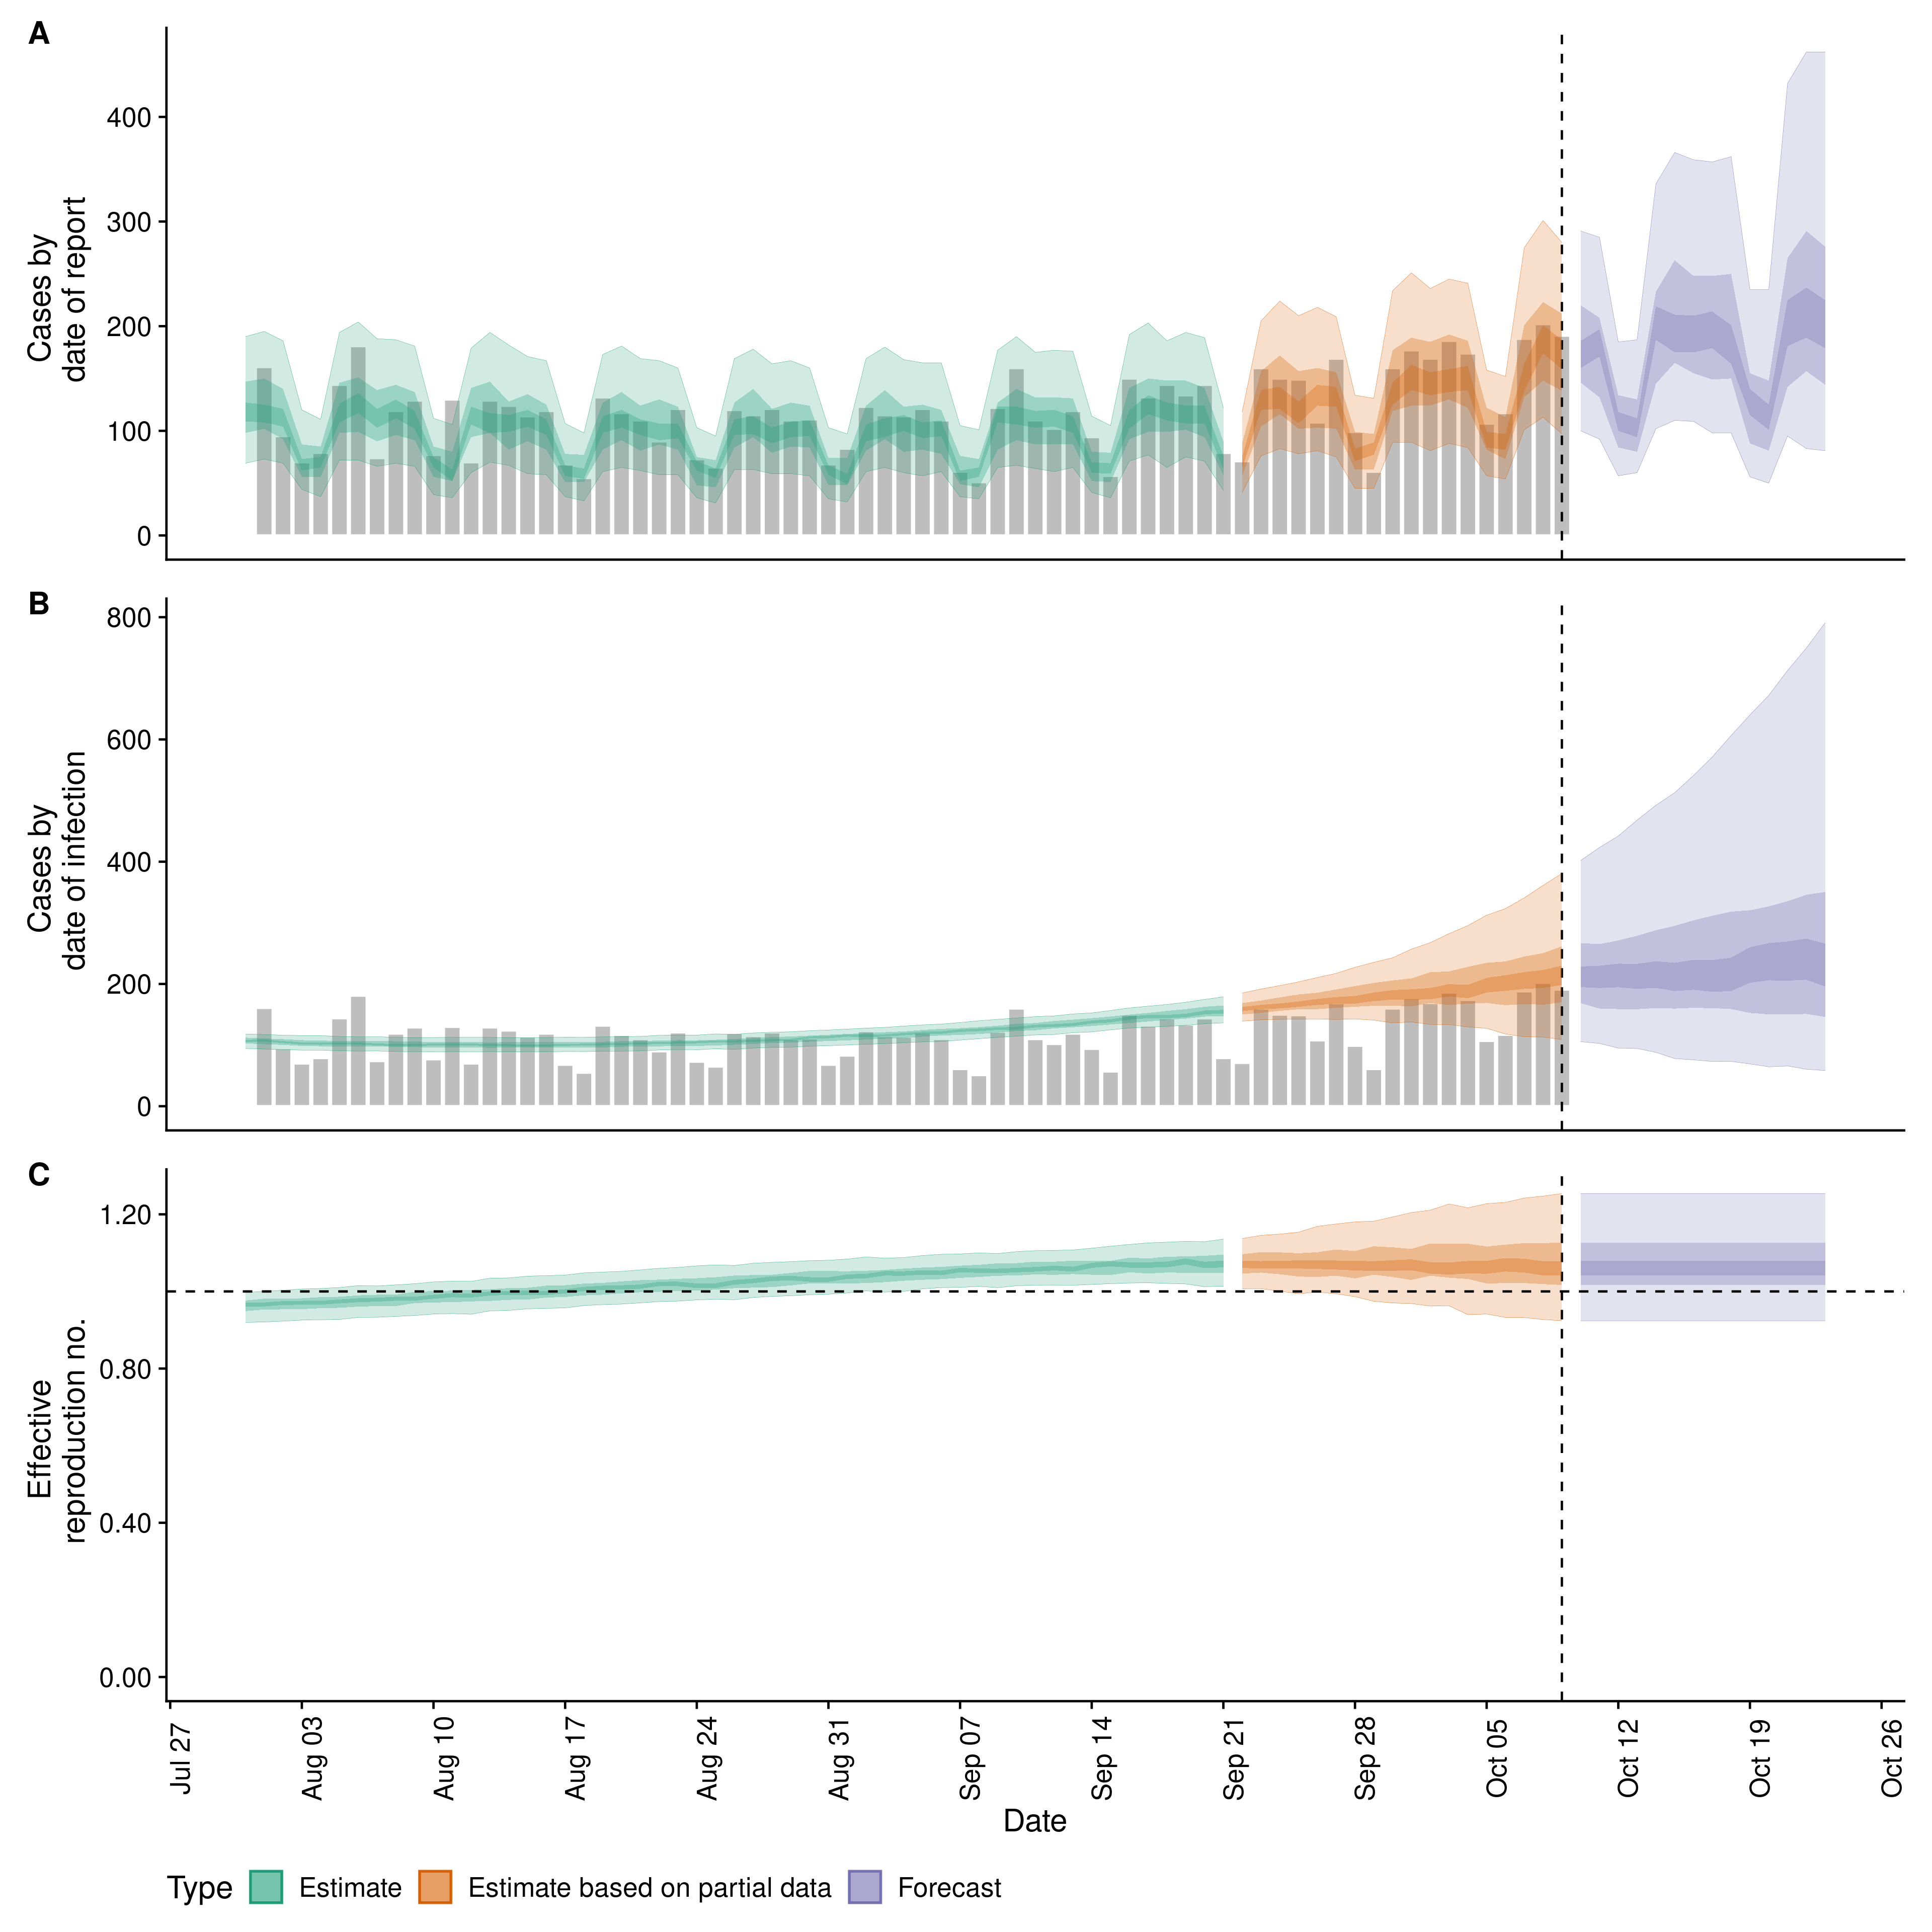 A
Cases by
date of report
400
300
200
100
0
B
Cases by
date of infection
800
600
400
200
0
C
Effective
reproduction no.
1.20
0.80
0.40
0.00
Jul 27
Aug 03
Aug 10
Aug 17
Aug 24
Aug 31
Sep 07
Sep 14
Sep 21
Sep 28
Oct 05
Oct 12
Oct 19
Oct 26
Date
Type Estimate Estimate based on partial data Forecast